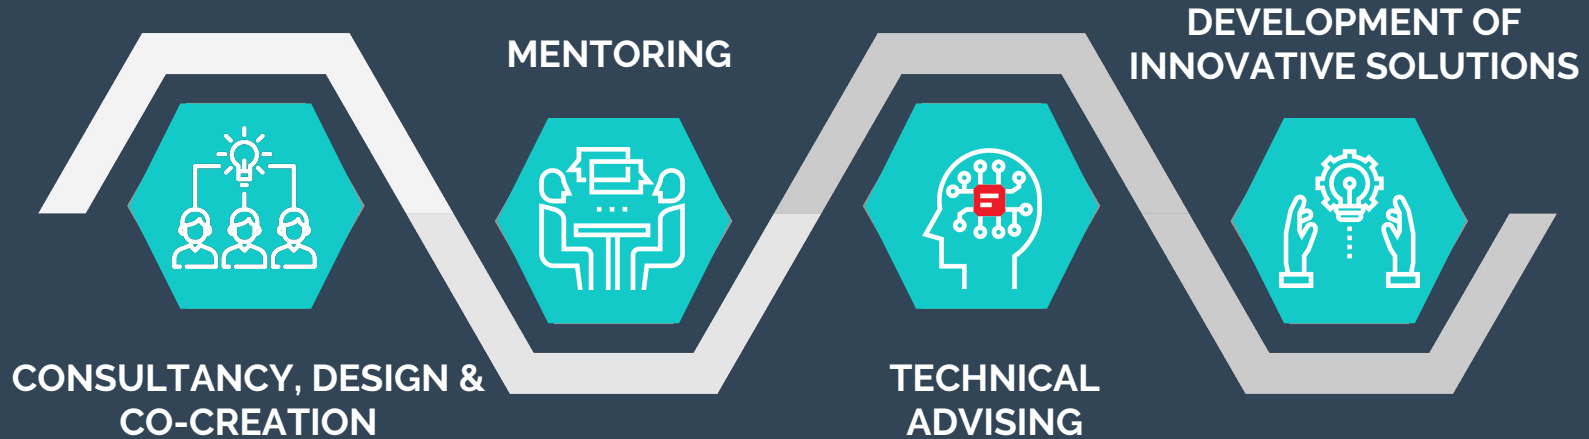 CONSULTANCY, DESIGN &
CO-CREATION
MENTORING
TECHNICAL
ADVISING
DEVELOPMENT OF
INNOVATIVE SOLUTIONS